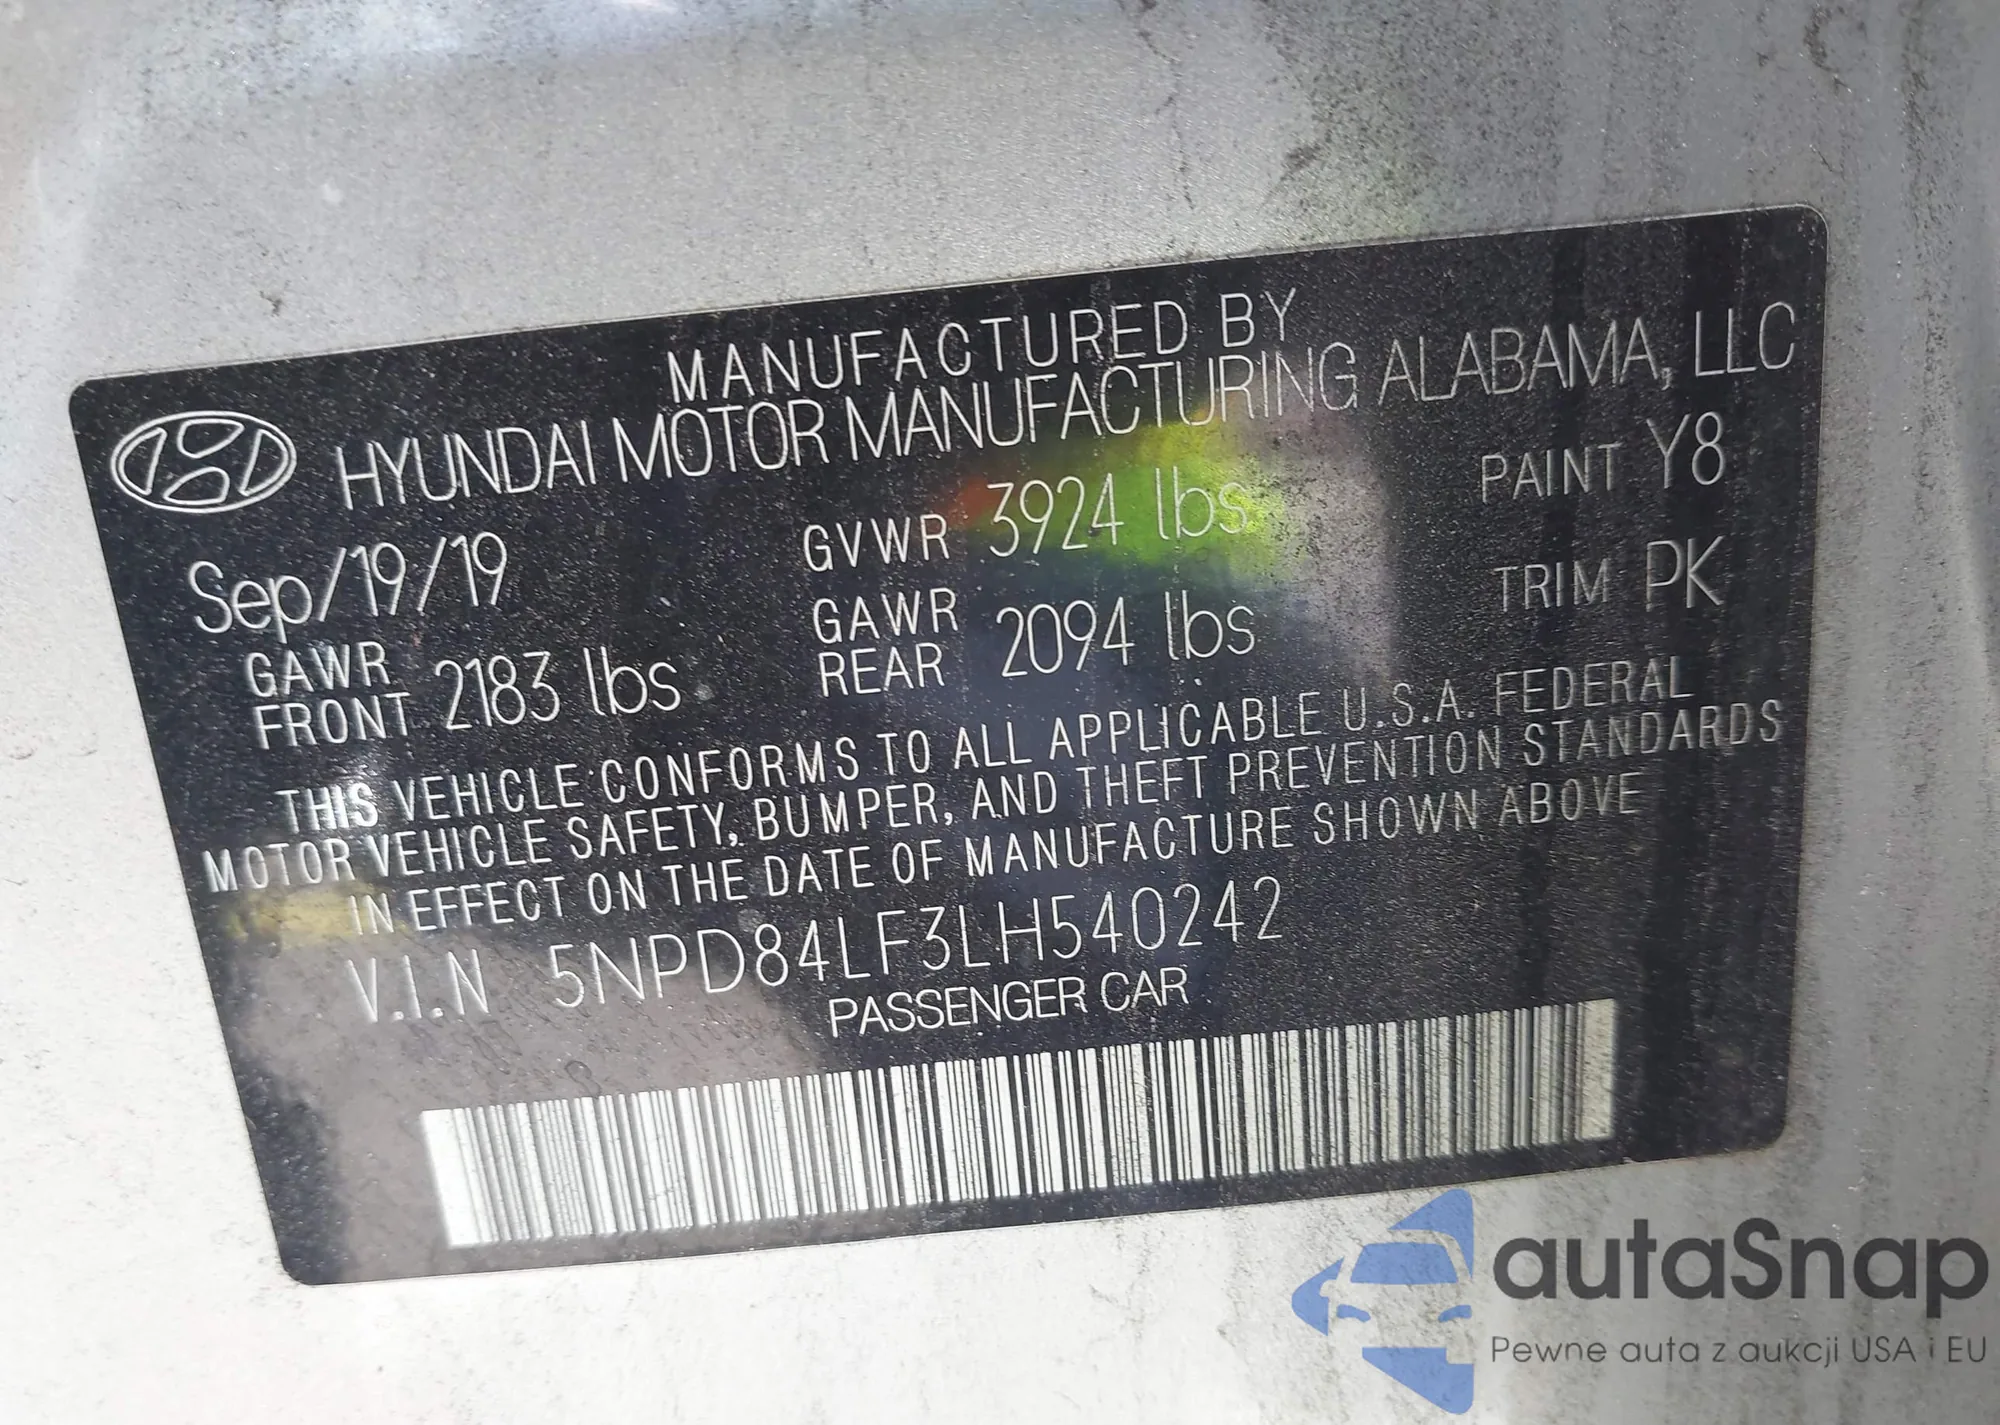 MANUFACTURED BY
HYUNDAI MOTOR MANUFACTURING ALABAMA, LLC
Sep/19/19 GVWR 3924 lbs PAINT Y8
GAWR FRONT 2183 lbs GAWR REAR 2094 lbs TRIM PK
THIS VEHICLE CONFORMS TO ALL APPLICABLE U.S.A. FEDERAL
MOTOR VEHICLE SAFETY, BUMPER, AND THEFT PREVENTION STANDARDS
IN EFFECT ON THE DATE OF MANUFACTURE SHOWN ABOVE
V.I.N 5NPD84LF3LH540242
PASSENGER CAR
autaSnap
Pewne auta z aukcji USA i EU